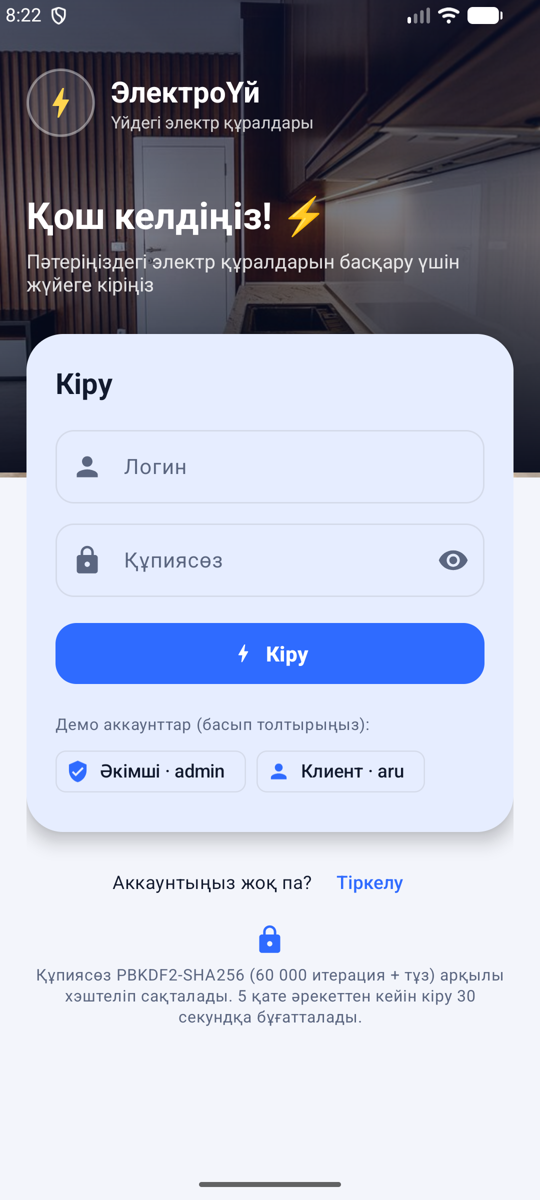 8:22
ЭлектроҮй
Үйдегі электр құралдары
Қош келдіңіз! ⚡
Пәтеріңіздегі электр құралдарын басқару үшін
жүйеге кіріңіз
Кіру
Логин
Құпиясөз
Кіру
Демо аккаунттар (басып толтырыңыз):
Әкімші · admin
Клиент · aru
Аккаунтыңыз жоқ па? Тіркелу
Құпиясөз PBKDF2-SHA256 (60 000 итерация + тұз) арқылы
хэштеліп сақталады. 5 қате әрекеттен кейін кіру 30
секундқа бұғатталады.